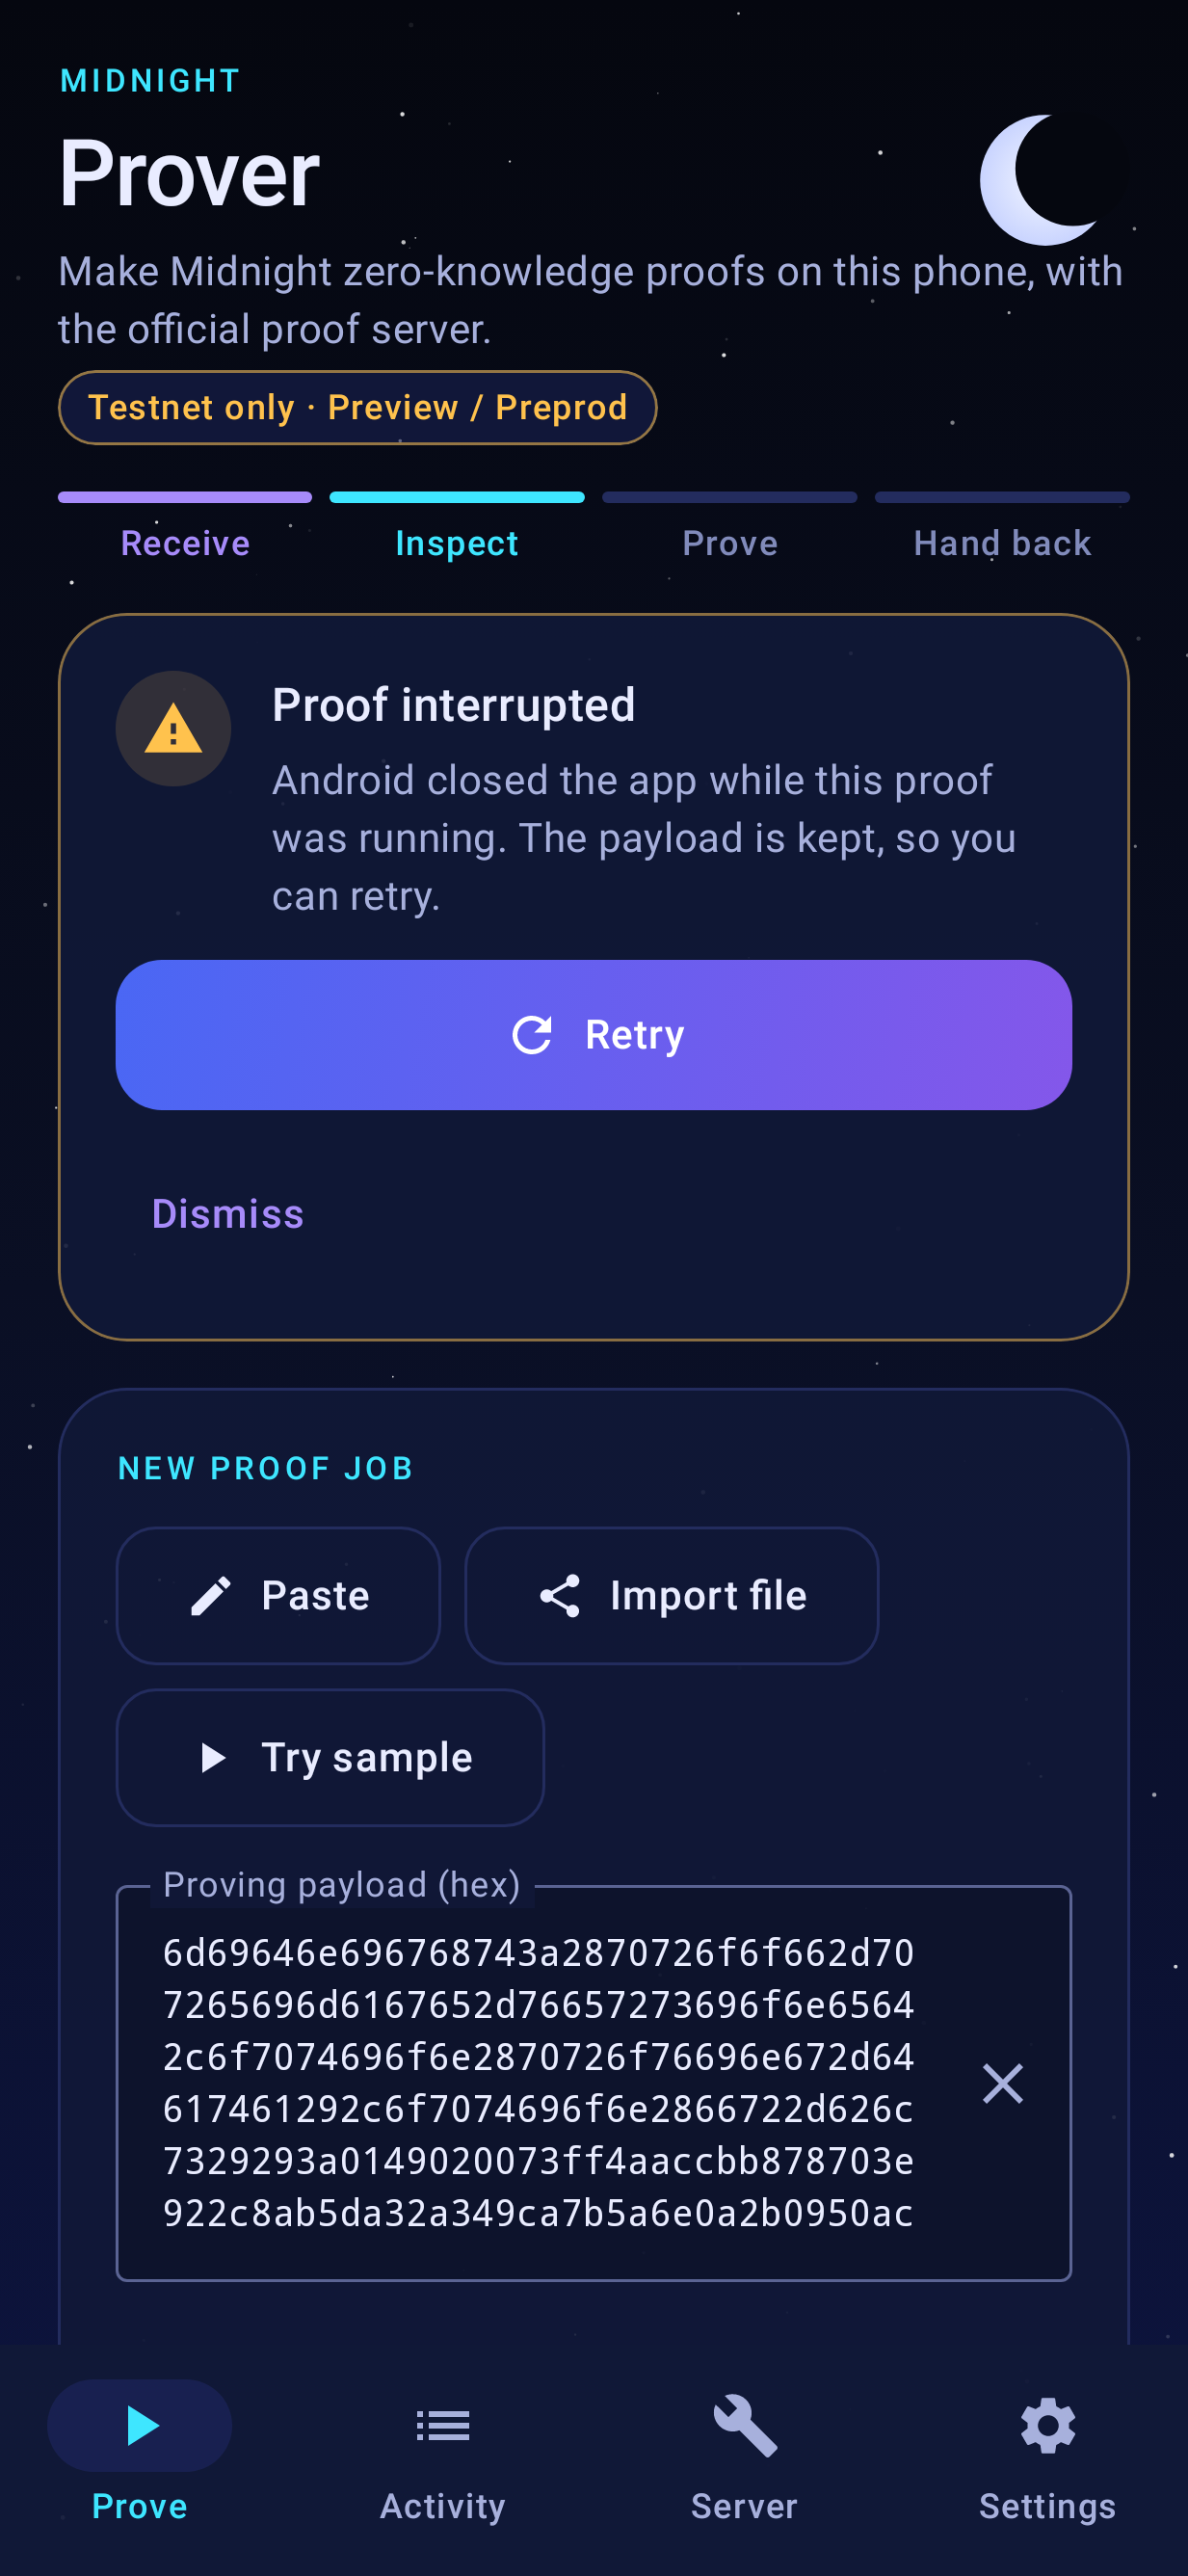 MIDNIGHT
Prover
Make Midnight zero-knowledge proofs on this phone, with
the official proof server.
Testnet only · Preview / Preprod
Receive
Inspect
Prove
Hand back
Proof interrupted
Android closed the app while this proof
was running. The payload is kept, so you
can retry.
Retry
Dismiss
NEW PROOF JOB
Paste
Import file
Try sample
Proving payload (hex)
6d69646e696768743a2870726f6f662d70
7265696d6167652d76657273696f6e6564
2c6f7074696f6e2870726f76696e672d64
617461292c6f7074696f6e2866722d626c
7329293a0149020073ff4aaccbb878703e
922c8ab5da32a349ca7b5a6e0a2b0950ac
Prove
Activity
Server
Settings